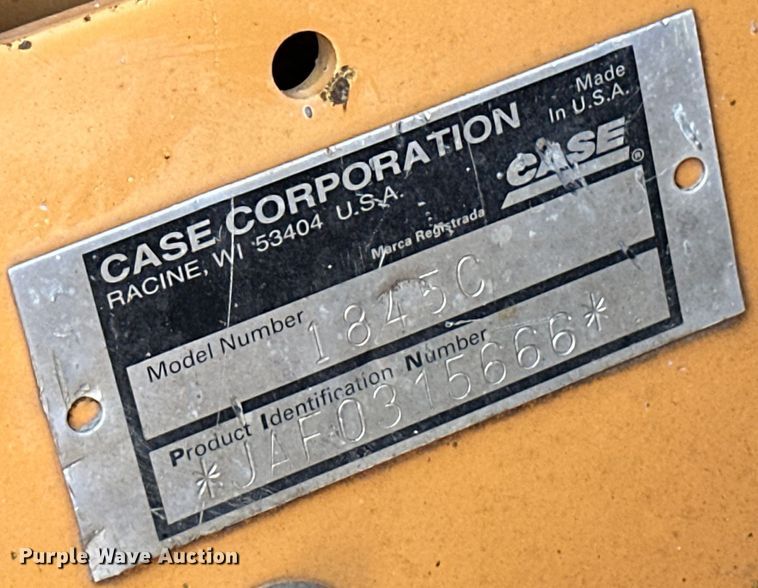 CASE CORPORATION
RACINE, WI 53404 U.S.A.
Made
In U.S.A.
CASE®
Marca Registrada
Model Number 1845C
Product Identification Number
*JAF0315666*
Purple Wave Auction